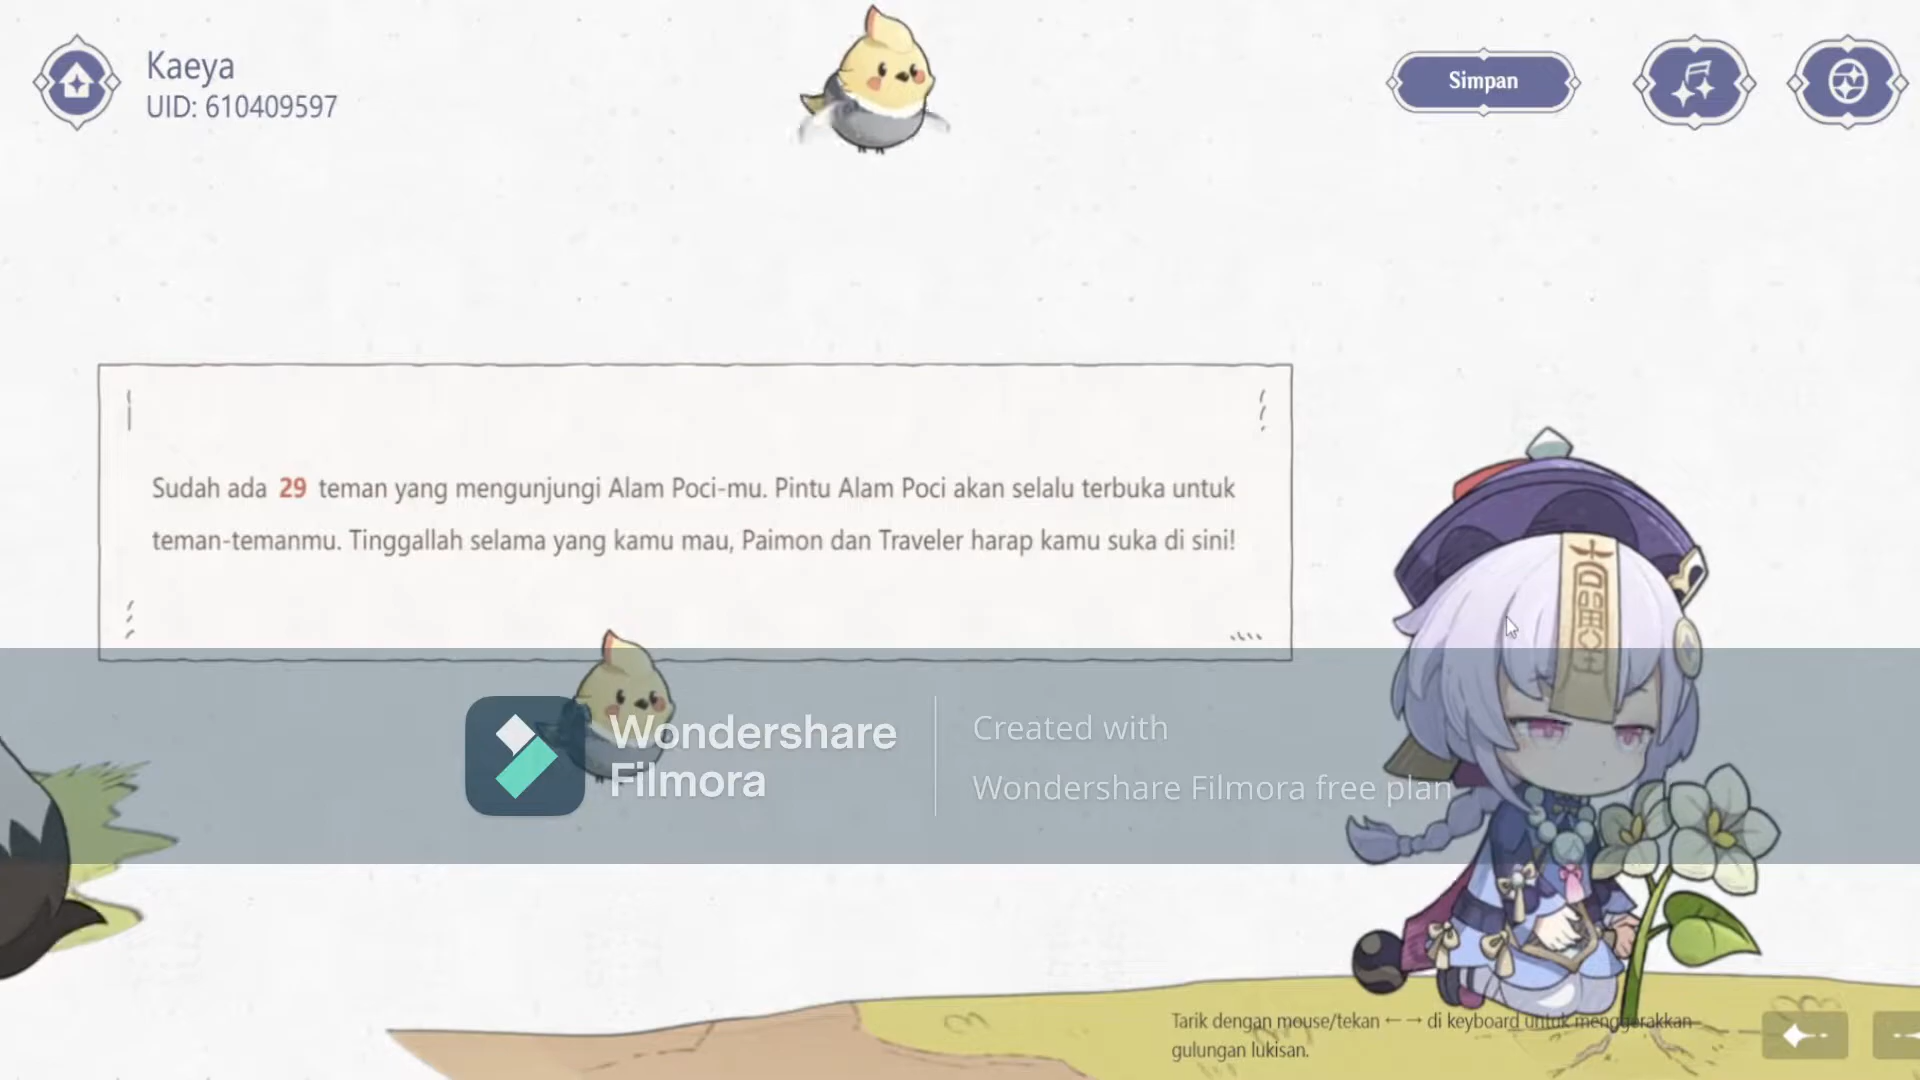 Kaeya
UID: 610409597
Simpan
Sudah ada 29 teman yang mengunjungi Alam Poci-mu. Pintu Alam Poci akan selalu terbuka untuk
teman-temanmu. Tinggallah selama yang kamu mau, Paimon dan Traveler harap kamu suka di sini!
Wondershare
Filmora
Created with
Wondershare Filmora free plan
Tarik dengan mouse/tekan ←→ di keyboard untuk menggerakkan
gulungan lukisan.